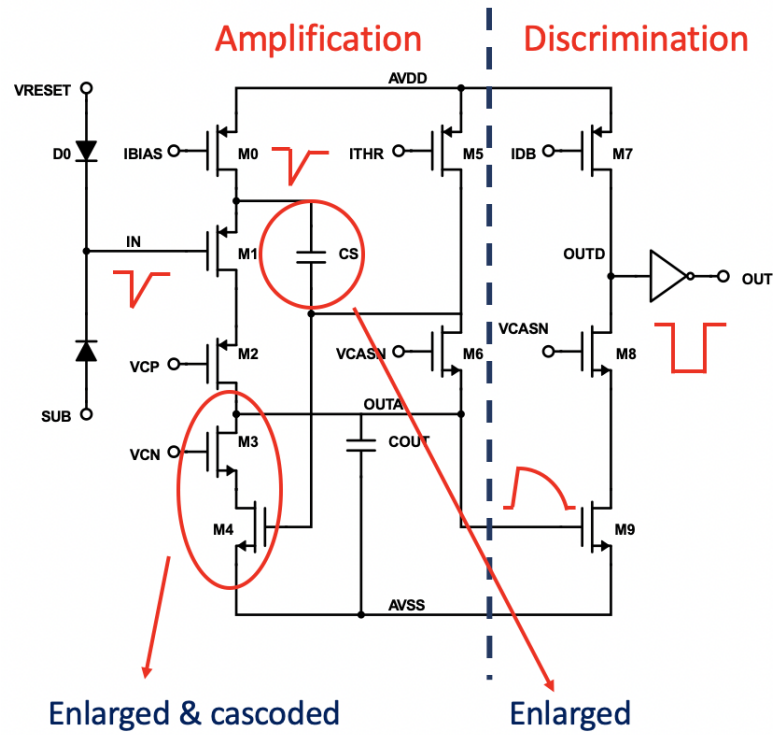 Amplification
Discrimination
AVDD
VRESET
D0
IBIAS
M0
ITHR
M5
IDB
M7
IN
M1
CS
OUTD
OUT
VCP
M2
VCASN
M6
VCASN
M8
SUB
OUTA
VCN
M3
COUT
M4
M9
AVSS
Enlarged & cascoded
Enlarged